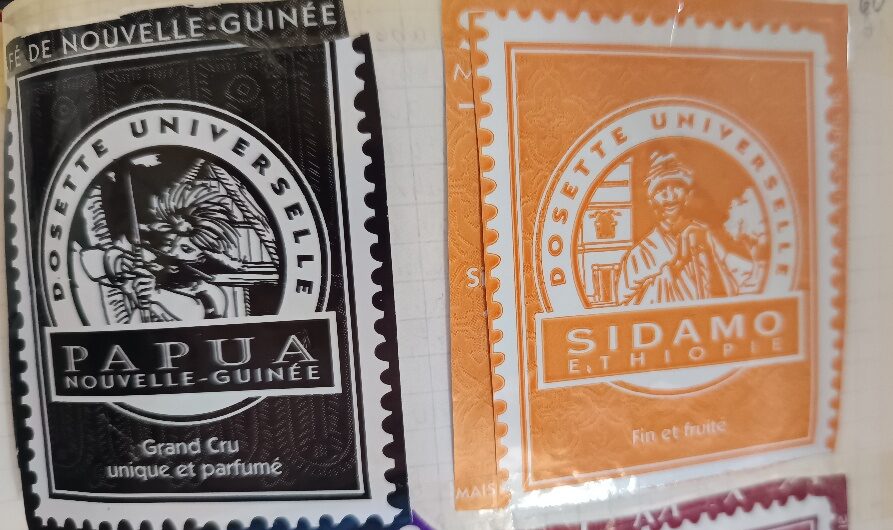 FÉ DE NOUVELLE-GUINÉE
DOSETTE UNIVERSELLE
PAPUA
NOUVELLE-GUINÉE
Grand Cru
unique et parfumé
DOSETTE UNIVERSELLE
SIDAMO
ETHIOPIE
Fin et fruité
MAIS